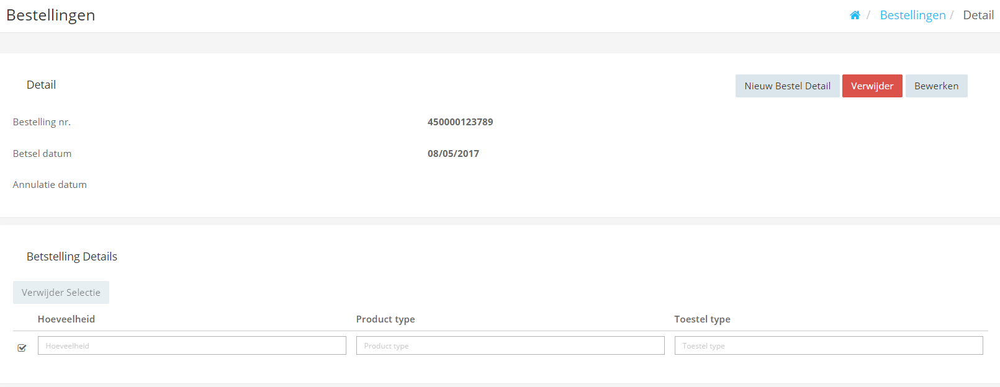 Bestellingen
/ Bestellingen / Detail
Detail
Nieuw Bestel Detail Verwijder Bewerken
Bestelling nr. 450000123789
Betsel datum 08/05/2017
Annulatie datum
Betstelling Details
Verwijder Selectie
Hoeveelheid Product type Toestel type
Hoeveelheid Product type Toestel type